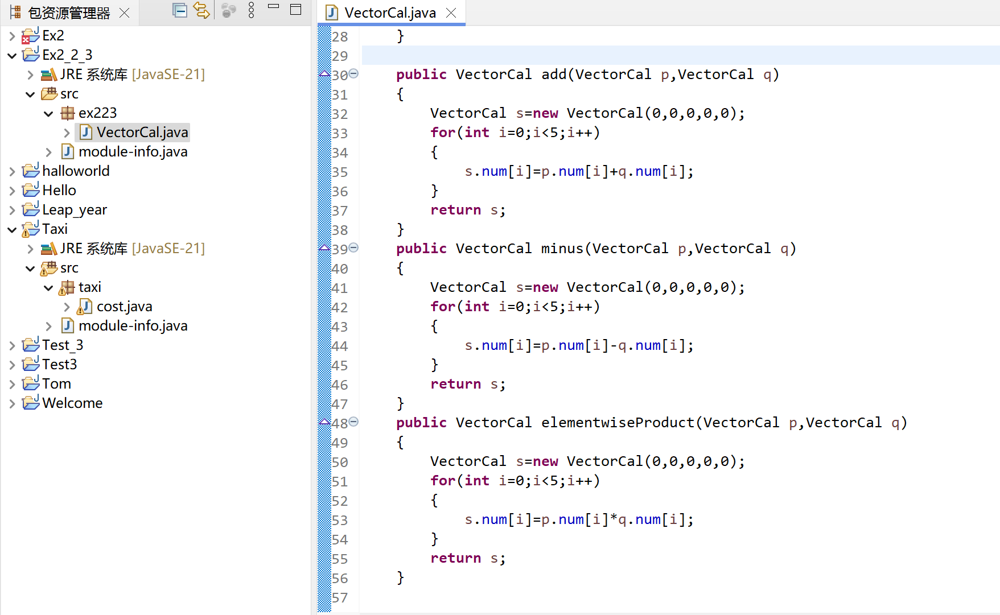 包资源管理器
Ex2
Ex2_2_3
JRE 系统库 [JavaSE-21]
src
ex223
VectorCal.java
module-info.java
halloworld
Hello
Leap_year
Taxi
JRE 系统库 [JavaSE-21]
src
taxi
cost.java
module-info.java
Test_3
Test3
Tom
Welcome
VectorCal.java
28     }
29
30     public VectorCal add(VectorCal p,VectorCal q)
31     {
32         VectorCal s=new VectorCal(0,0,0,0,0);
33         for(int i=0;i<5;i++)
34         {
35             s.num[i]=p.num[i]+q.num[i];
36         }
37         return s;
38     }
39     public VectorCal minus(VectorCal p,VectorCal q)
40     {
41         VectorCal s=new VectorCal(0,0,0,0,0);
42         for(int i=0;i<5;i++)
43         {
44             s.num[i]=p.num[i]-q.num[i];
45         }
46         return s;
47     }
48     public VectorCal elementwiseProduct(VectorCal p,VectorCal q)
49     {
50         VectorCal s=new VectorCal(0,0,0,0,0);
51         for(int i=0;i<5;i++)
52         {
53             s.num[i]=p.num[i]*q.num[i];
54         }
55         return s;
56     }
57